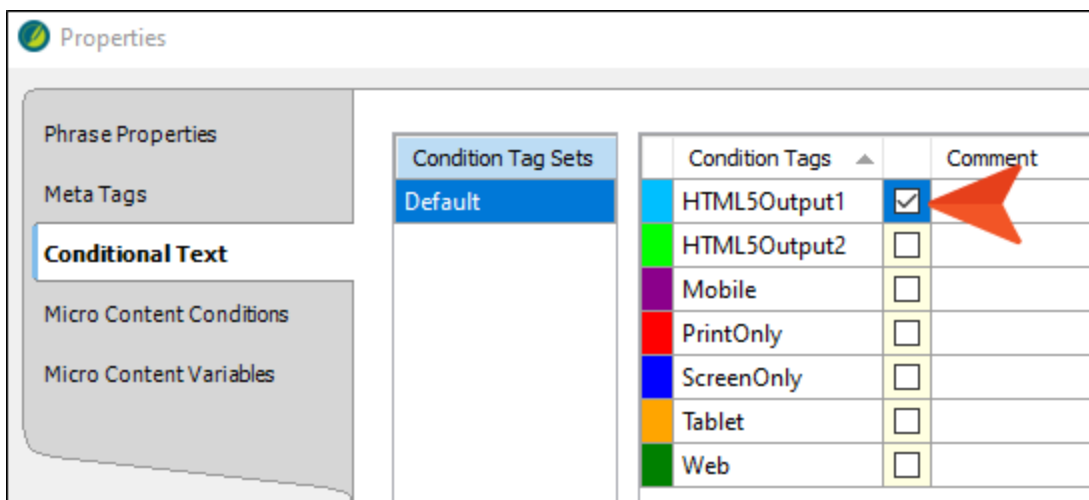 Properties
Phrase Properties
Meta Tags
Conditional Text
Micro Content Conditions
Micro Content Variables
Condition Tag Sets
Default
Condition Tags Comment
HTML5Output1
HTML5Output2
Mobile
PrintOnly
ScreenOnly
Tablet
Web